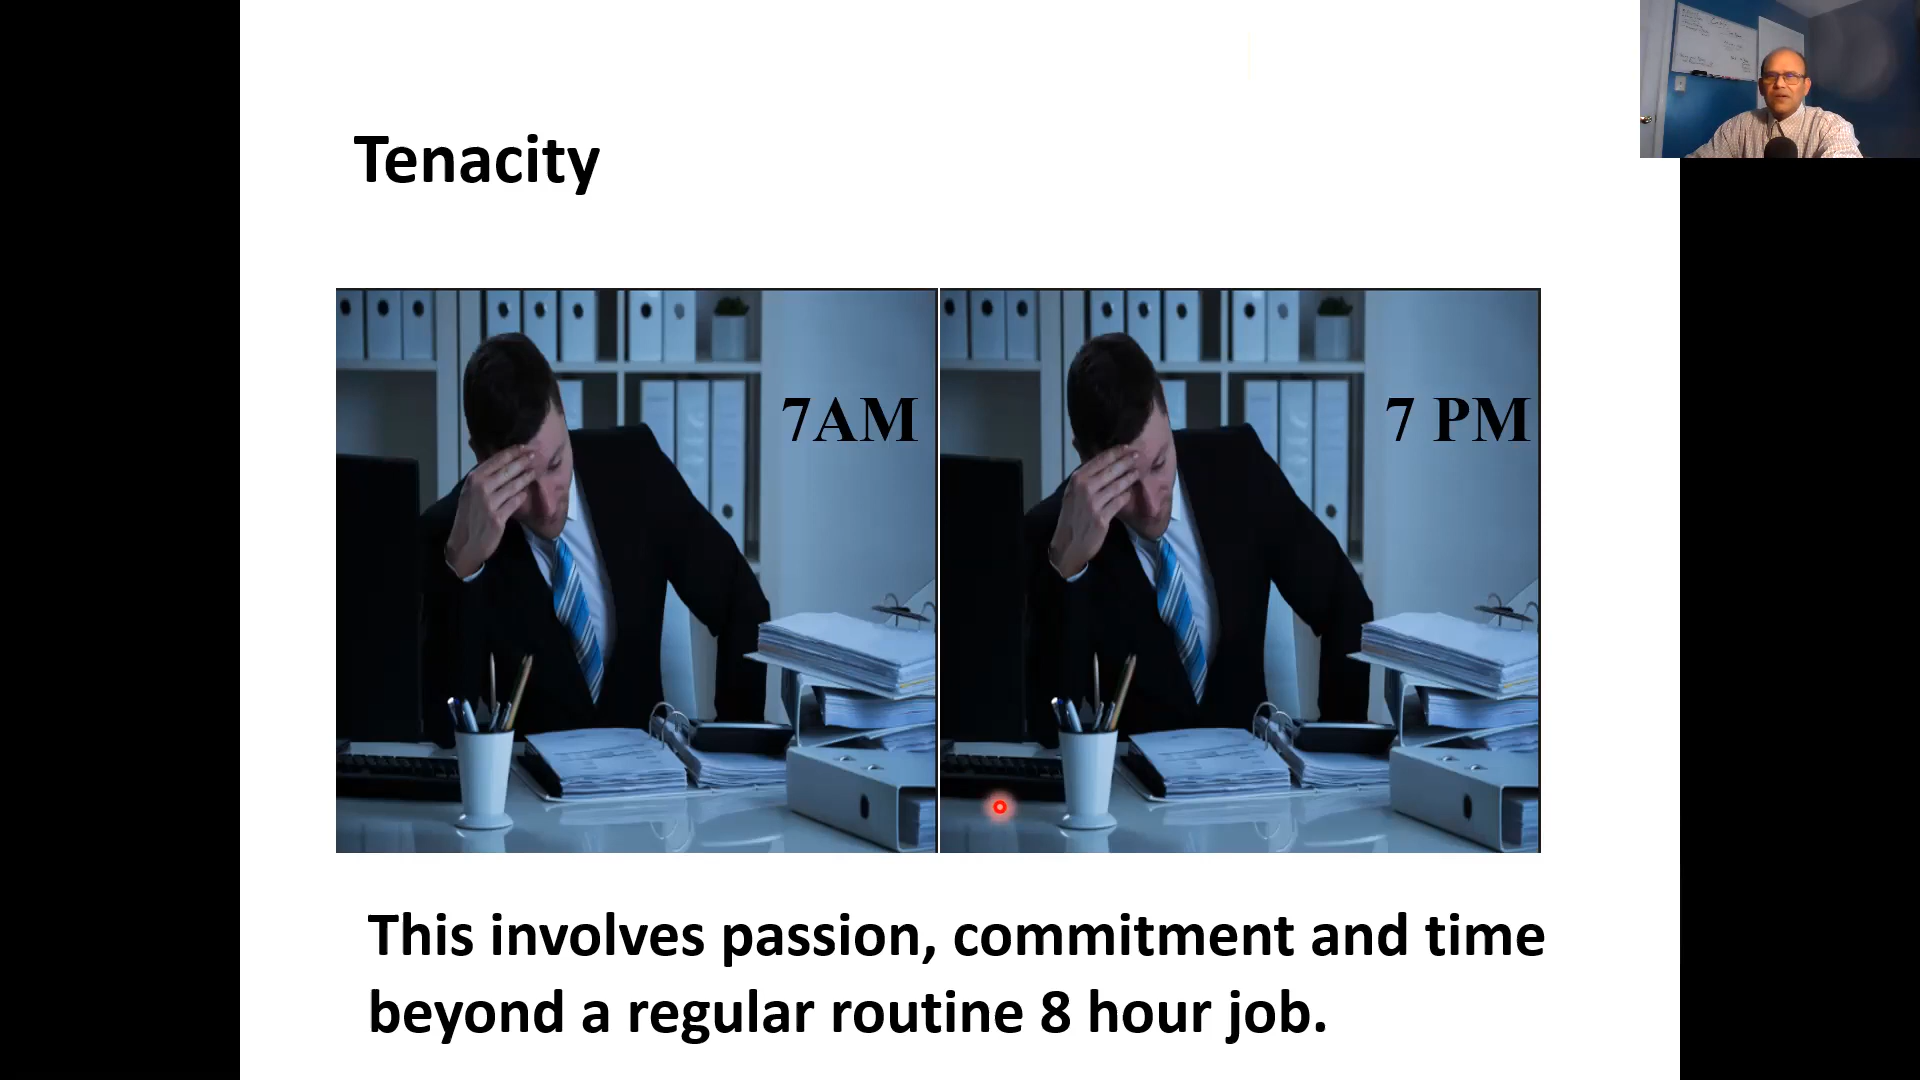 Tenacity
7AM
7 PM
This involves passion, commitment and time
beyond a regular routine 8 hour job.